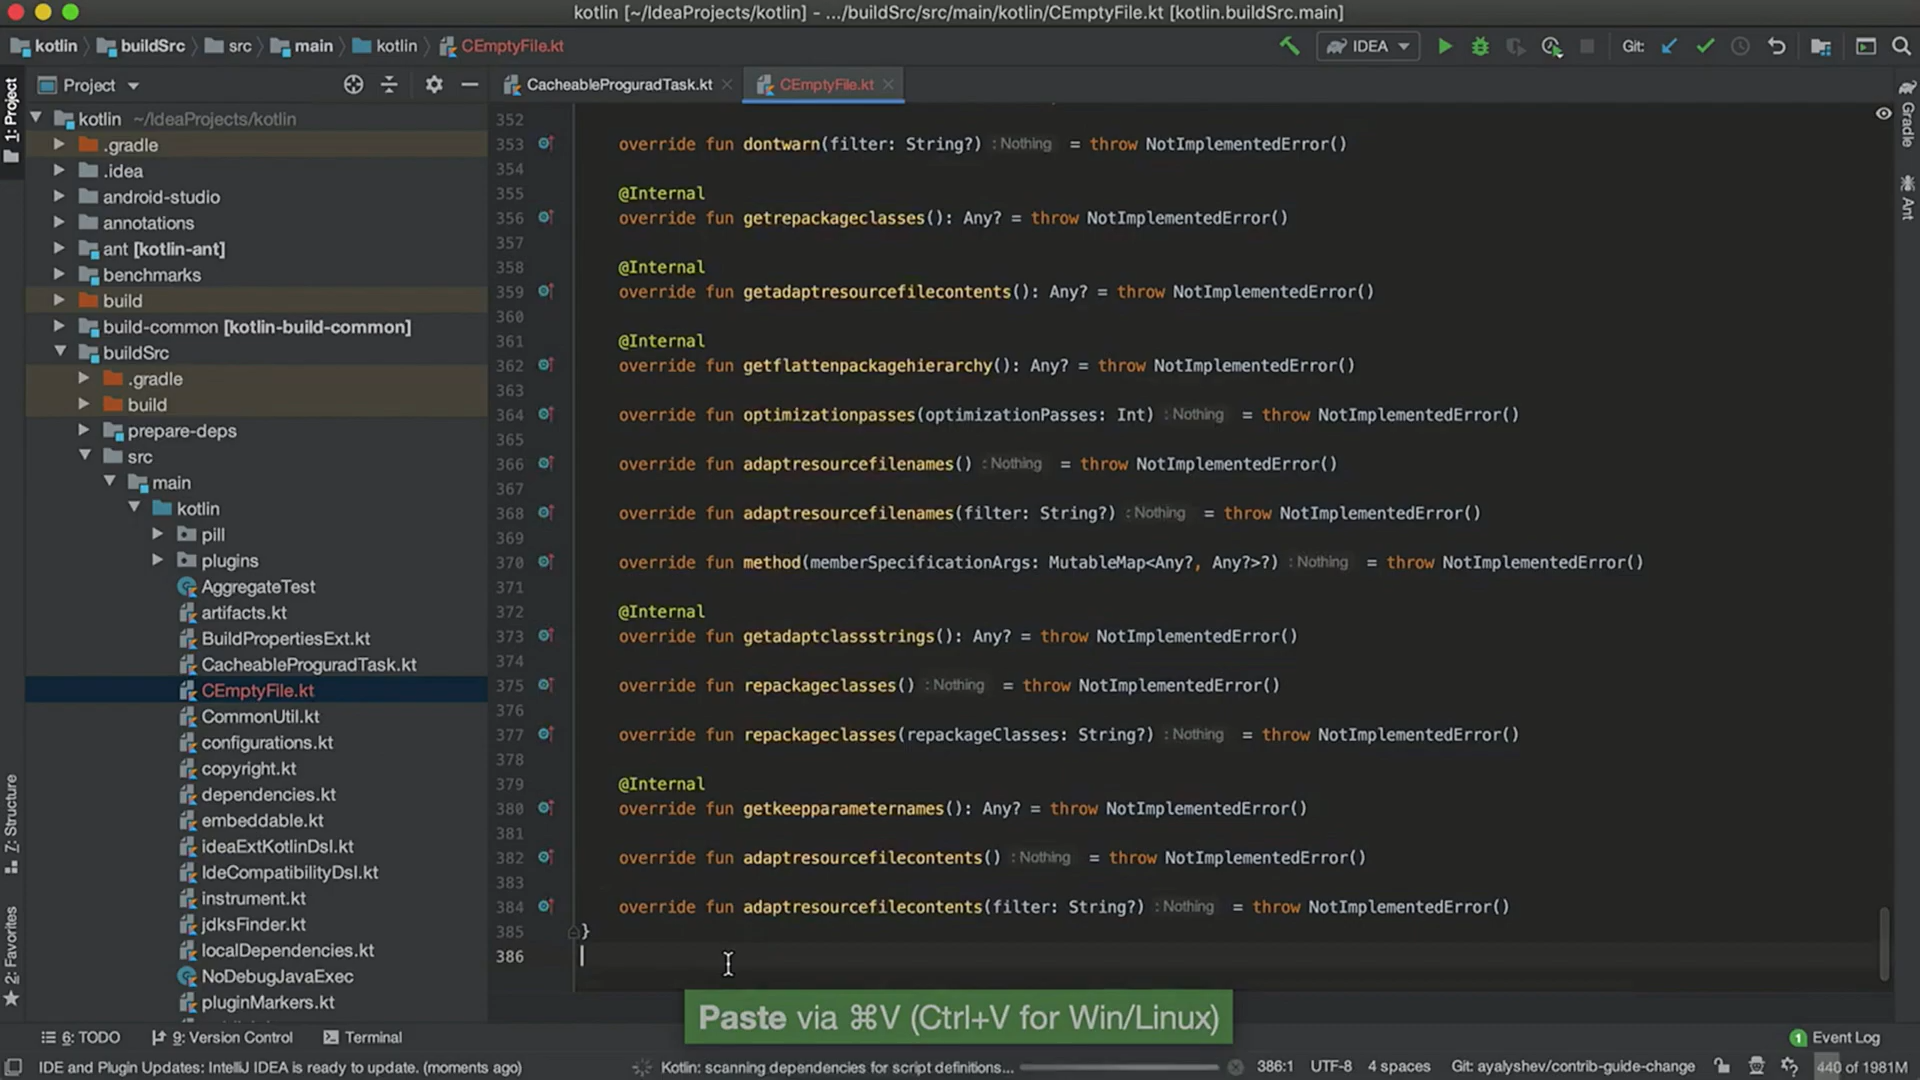 kotlin [~/IdeaProjects/kotlin] - .../buildSrc/src/main/kotlin/CEmptyFile.kt [kotlin.buildSrc.main]
kotlin buildSrc src main kotlin CEmptyFile.kt IDEA Git:
Project
CacheableProguradTask.kt CEmptyFile.kt
1: Project
7: Structure
2: Favorites
kotlin ~/IdeaProjects/kotlin
.gradle
.idea
android-studio
annotations
ant [kotlin-ant]
benchmarks
build
build-common [kotlin-build-common]
buildSrc
.gradle
build
prepare-deps
src
main
kotlin
pill
plugins
AggregateTest
artifacts.kt
BuildPropertiesExt.kt
CacheableProguradTask.kt
CEmptyFile.kt
CommonUtil.kt
configurations.kt
copyright.kt
dependencies.kt
embeddable.kt
ideaExtKotlinDsl.kt
IdeCompatibilityDsl.kt
instrument.kt
jdksFinder.kt
localDependencies.kt
NoDebugJavaExec
pluginMarkers.kt
352
353 override fun dontwarn(filter: String?) : Nothing = throw NotImplementedError()
354
355 @Internal
356 override fun getrepackageclasses(): Any? = throw NotImplementedError()
357
358 @Internal
359 override fun getadaptresourcefilecontents(): Any? = throw NotImplementedError()
360
361 @Internal
362 override fun getflattenpackagehierarchy(): Any? = throw NotImplementedError()
363
364 override fun optimizationpasses(optimizationPasses: Int) : Nothing = throw NotImplementedError()
365
366 override fun adaptresourcefilenames() : Nothing = throw NotImplementedError()
367
368 override fun adaptresourcefilenames(filter: String?) : Nothing = throw NotImplementedError()
369
370 override fun method(memberSpecificationArgs: MutableMap<Any?, Any?>?) : Nothing = throw NotImplementedError()
371
372 @Internal
373 override fun getadaptclassstrings(): Any? = throw NotImplementedError()
374
375 override fun repackageclasses() : Nothing = throw NotImplementedError()
376
377 override fun repackageclasses(repackageClasses: String?) : Nothing = throw NotImplementedError()
378
379 @Internal
380 override fun getkeepparameternames(): Any? = throw NotImplementedError()
381
382 override fun adaptresourcefilecontents() : Nothing = throw NotImplementedError()
383
384 override fun adaptresourcefilecontents(filter: String?) : Nothing = throw NotImplementedError()
385 }
386
Gradle
Ant
Paste via ⌘V (Ctrl+V for Win/Linux)
6: TODO 9: Version Control Terminal 1 Event Log
IDE and Plugin Updates: IntelliJ IDEA is ready to update. (moments ago) Kotlin: scanning dependencies for script definitions... 386:1 UTF-8 4 spaces Git: ayalyshev/contrib-guide-change 440 of 1981M